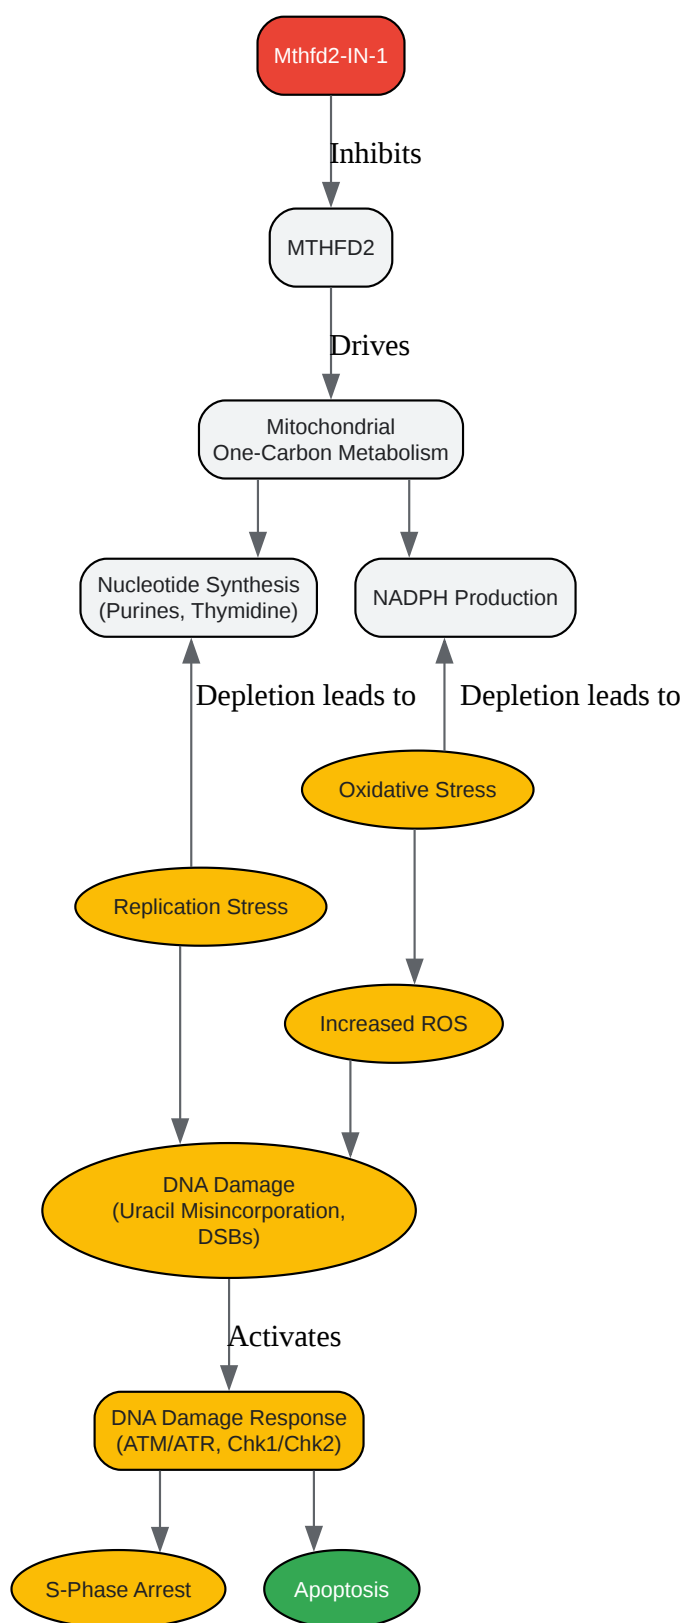 Mthfd2-IN-1
Inhibits
MTHFD2
Drives
Mitochondrial
One-Carbon Metabolism
Nucleotide Synthesis
(Purines, Thymidine)
NADPH Production
Depletion leads to
Depletion leads to
Oxidative Stress
Replication Stress
Increased ROS
DNA Damage
(Uracil Misincorporation,
DSBs)
Activates
DNA Damage Response
(ATM/ATR, Chk1/Chk2)
S-Phase Arrest
Apoptosis